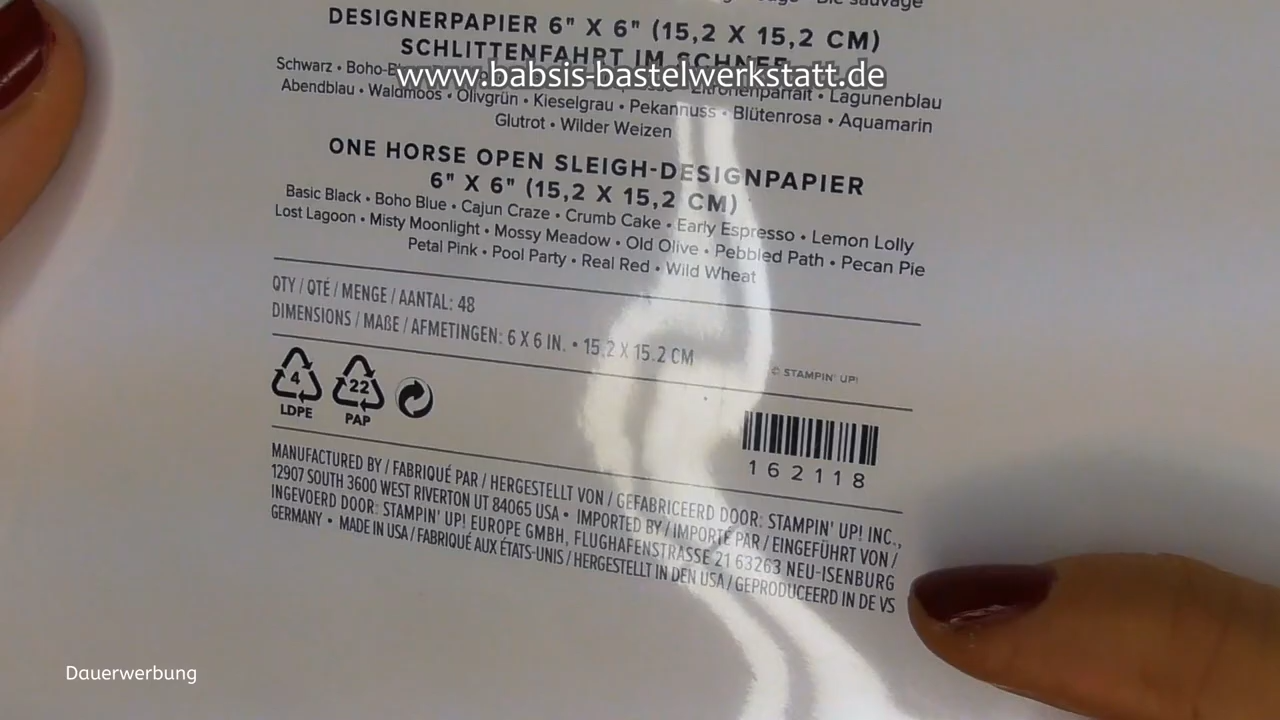 sauvage
DESIGNERPAPIER 6" X 6" (15,2 X 15,2 CM)
SCHLITTENFAHRT IM SCHNEE
www.babsis-bastelwerkstatt.de
Schwarz • Zitronenparfait • Lagunenblau
Abendblau • Waldmoos • Olivgrün • Kieselgrau • Pekannuss • Blütenrosa • Aquamarin
Glutrot • Wilder Weizen
ONE HORSE OPEN SLEIGH-DESIGNPAPIER
6" X 6" (15,2 X 15,2 CM)
Basic Black • Boho Blue • Cajun Craze • Crumb Cake • Early Espresso • Lemon Lolly
Lost Lagoon • Misty Moonlight • Mossy Meadow • Old Olive • Pebbled Path • Pecan Pie
Petal Pink • Pool Party • Real Red • Wild Wheat
QTY / QTÉ / MENGE / AANTAL: 48
DIMENSIONS / MAßE / AFMETINGEN: 6 X 6 IN. • 15.2 X 15.2 CM
© STAMPIN' UP!
4 22
LDPE PAP
162118
MANUFACTURED BY / FABRIQUÉ PAR / HERGESTELLT VON / GEFABRICEERD DOOR: STAMPIN' UP! INC.,
12907 SOUTH 3600 WEST RIVERTON UT 84065 USA • IMPORTED BY / IMPORTÉ PAR / EINGEFÜHRT VON /
INGEVOERD DOOR: STAMPIN' UP! EUROPE GMBH, FLUGHAFENSTRASSE 21 63263 NEU-ISENBURG
GERMANY • MADE IN USA / FABRIQUÉ AUX ÉTATS-UNIS / HERGESTELLT IN DEN USA / GEPRODUCEERD IN DE VS
Dauerwerbung